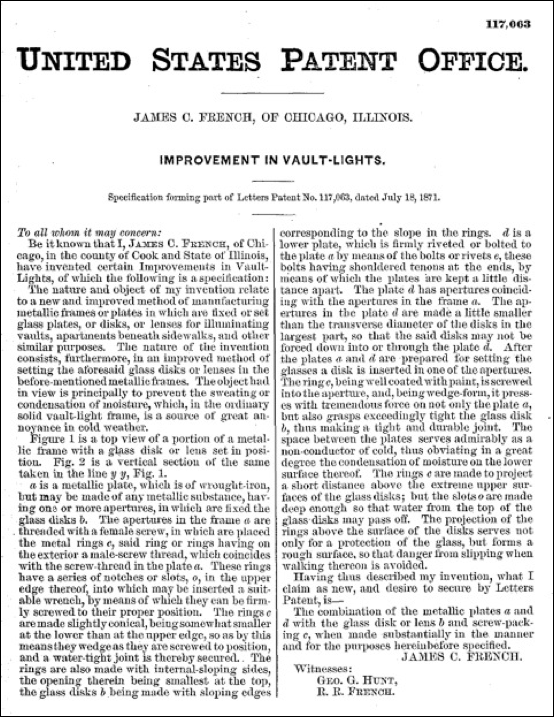 117,063
UNITED STATES PATENT OFFICE.
JAMES C. FRENCH, OF CHICAGO, ILLINOIS.
IMPROVEMENT IN VAULT-LIGHTS.
Specification forming part of Letters Patent No. 117,063, dated July 18, 1871.
To all whom it may concern:
Be it known that I, JAMES C. FRENCH, of Chi-
cago, in the county of Cook and State of Illinois,
have invented certain Improvements in Vault-
Lights, of which the following is a specification:
The nature and object of my invention relate
to a new and improved method of manufacturing
metallic frames or plates in which are fixed or set
glass plates, or disks, or lenses for illuminating
vaults, apartments beneath sidewalks, and other
similar purposes. The nature of the invention
consists, furthermore, in an improved method of
setting the aforesaid glass disks or lenses in the
before-mentioned metallic frames. The object had
in view is principally to prevent the sweating or
condensation of moisture, which, in the ordinary
solid vault-light frame, is a source of great an-
noyance in cold weather.
Figure 1 is a top view of a portion of a metal-
lic frame with a glass disk or lens set in posi-
tion. Fig. 2 is a vertical section of the same
taken in the line y y, Fig. 1.
a is a metallic plate, which is of wrought-iron,
but may be made of any metallic substance, hav-
ing one or more apertures, in which are fixed the
glass disks b. The apertures in the frame a are
threaded with a female screw, in which are placed
the metal rings c, said ring or rings having on
the exterior a male-screw thread, which coincides
with the screw-thread in the plate a. These rings
have a series of notches or slots, o, in the upper
edge thereof, into which may be inserted a suit-
able wrench, by means of which they can be firm-
ly screwed to their proper position. The rings c
are made slightly conical, being somewhat smaller
at the lower than at the upper edge, so as by this
means they wedge as they are screwed to position,
and a water-tight joint is thereby secured. The
rings are also made with internal-sloping sides,
the opening therein being smallest at the top,
the glass disks b being made with sloping edges
corresponding to the slope in the rings. d is a
lower plate, which is firmly riveted or bolted to
the plate a by means of the bolts or rivets e, these
bolts having shouldered tenons at the ends, by
means of which the plates are kept a little dis-
tance apart. The plate d has apertures coincid-
ing with the apertures in the frame a. The ap-
ertures in the plate d are made a little smaller
than the transverse diameter of the disks in the
largest part, so that the said disks may not be
forced down into or through the plate d. After
the plates a and d are prepared for setting the
glasses a disk is inserted in one of the apertures.
The ring c, being well coated with paint, is screwed
into the aperture, and, being wedge-form, it press-
es with tremendous force on not only the plate a,
but also grasps exceedingly tight the glass disk
b, thus making a tight and durable joint. The
space between the plates serves admirably as a
non-conductor of cold, thus obviating in a great
degree the condensation of moisture on the lower
surface thereof. The rings c are made to project
a short distance above the extreme upper sur-
faces of the glass disks; but the slots o are made
deep enough so that water from the top of the
glass disks may pass off. The projection of the
rings above the surface of the disks serves not
only for a protection of the glass, but forms a
rough surface, so that danger from slipping when
walking thereon is avoided.
Having thus described my invention, what I
claim as new, and desire to secure by Letters
Patent, is—
The combination of the metallic plates a and
d with the glass disk or lens b and screw-pack-
ing c, when made substantially in the manner
and for the purposes hereinbefore specified.
JAMES C. FRENCH.
Witnesses:
GEO. G. HUNT,
R. R. FRENCH.